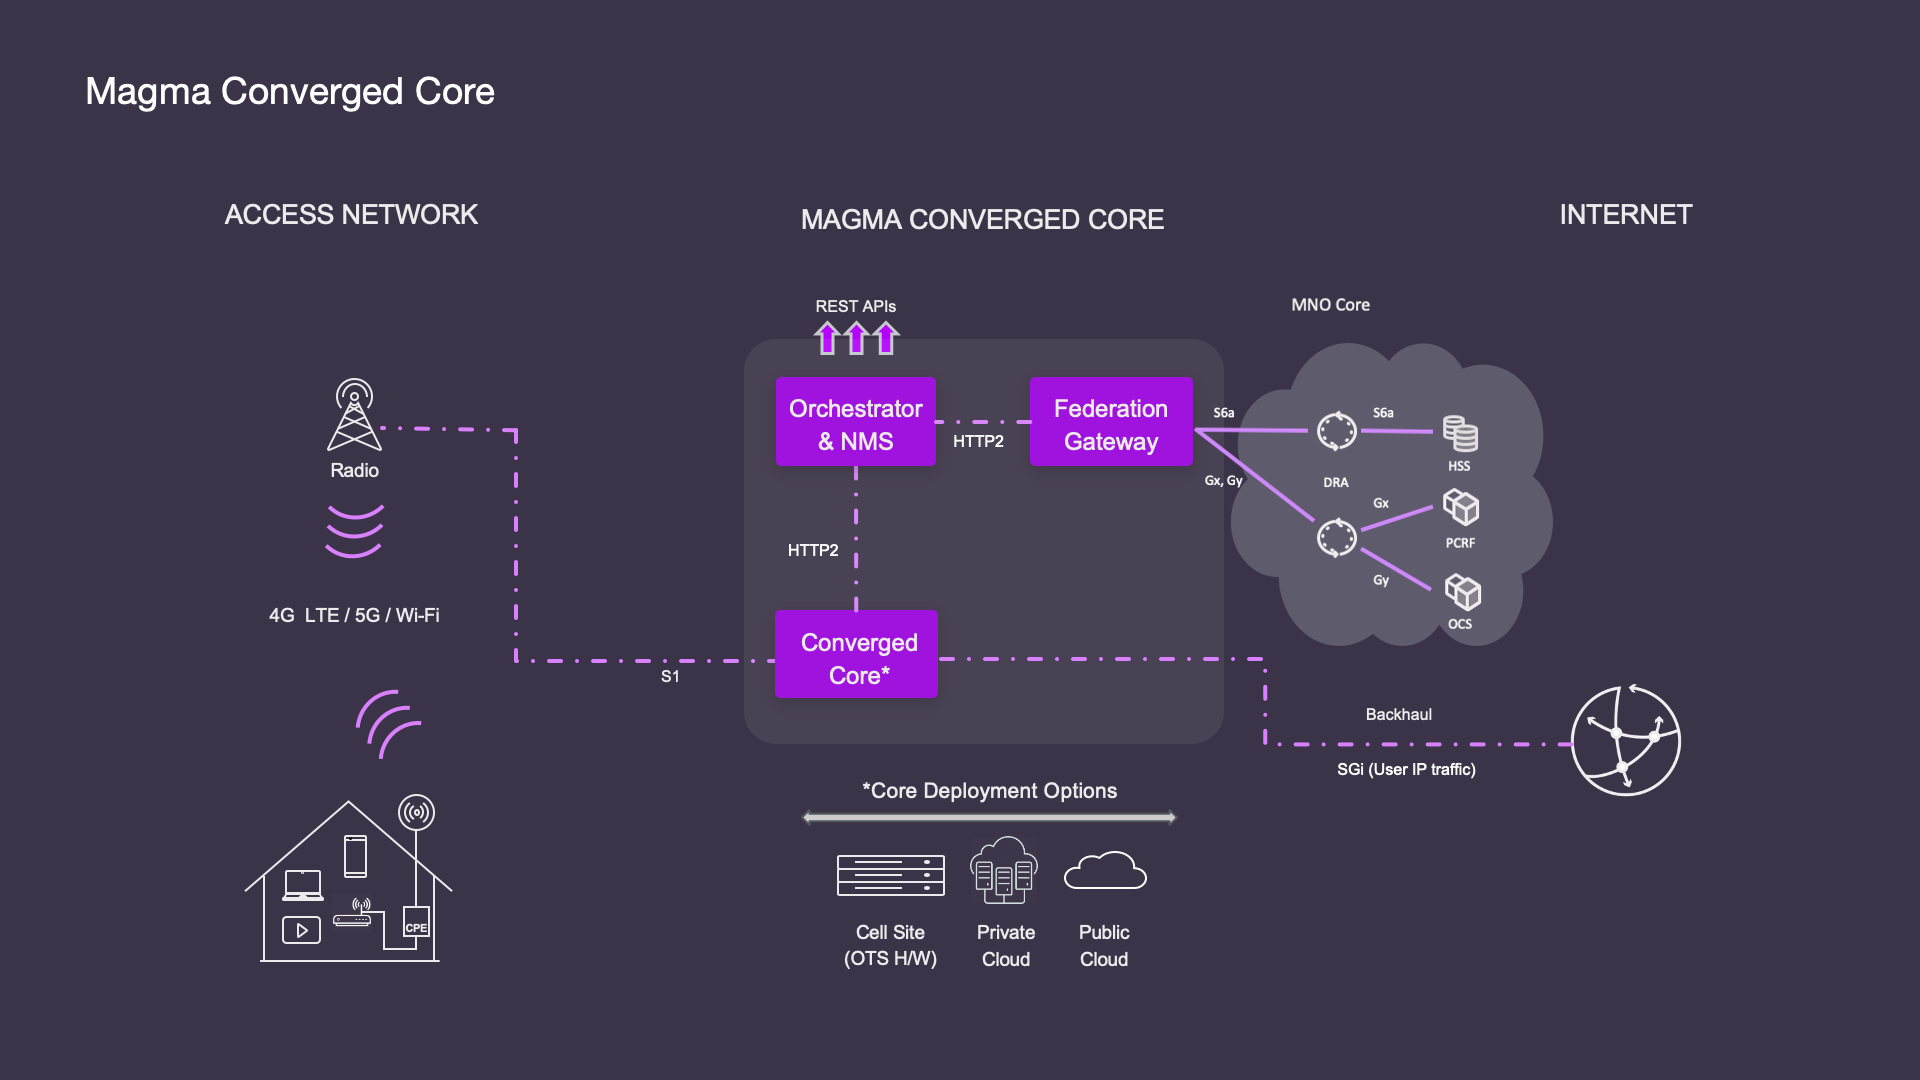 Magma Converged Core
ACCESS NETWORK
MAGMA CONVERGED CORE
INTERNET
REST APIs
MNO Core
Orchestrator
& NMS
HTTP2
Federation
Gateway
S6a
S6a
HSS
Gx, Gy
DRA
Gx
PCRF
Gy
OCS
Radio
HTTP2
4G LTE / 5G / Wi-Fi
Converged
Core*
S1
Backhaul
SGi (User IP traffic)
*Core Deployment Options
CPE
Cell Site
(OTS H/W)
Private
Cloud
Public
Cloud